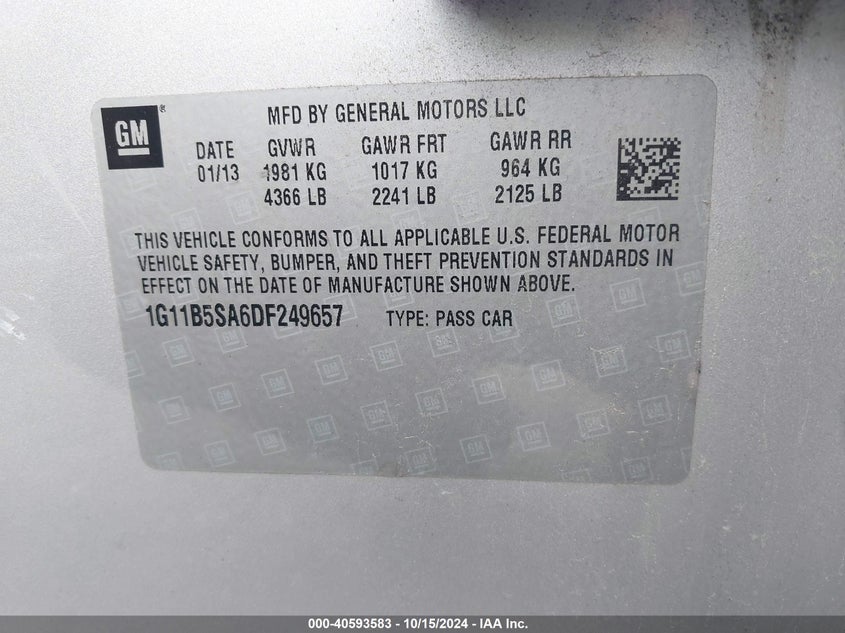 GM
MFD BY GENERAL MOTORS LLC
DATE GVWR GAWR FRT GAWR RR
01/13 1981 KG 1017 KG 964 KG
4366 LB 2241 LB 2125 LB
THIS VEHICLE CONFORMS TO ALL APPLICABLE U.S. FEDERAL MOTOR
VEHICLE SAFETY, BUMPER, AND THEFT PREVENTION STANDARDS IN
EFFECT ON THE DATE OF MANUFACTURE SHOWN ABOVE.
1G11B5SA6DF249657 TYPE: PASS CAR
000-40593583 - 10/15/2024 - IAA Inc.